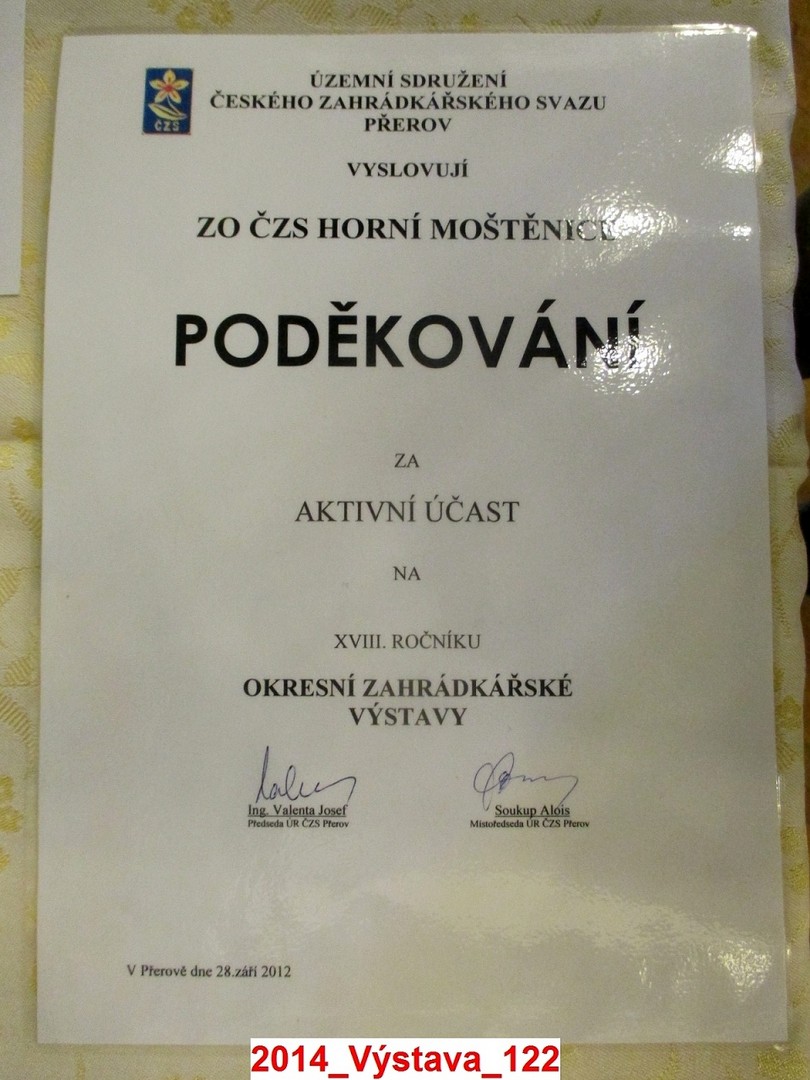 ČZS
ÚZEMNÍ SDRUŽENÍ
ČESKÉHO ZAHRÁDKÁŘSKÉHO SVAZU
PŘEROV
VYSLOVUJÍ
ZO ČZS HORNÍ MOŠTĚNICE
PODĚKOVÁNÍ
ZA
AKTIVNÍ ÚČAST
NA
XVIII. ROČNÍKU
OKRESNÍ ZAHRÁDKÁŘSKÉ
VÝSTAVY
Ing. Valenta Josef Soukup Alois
Předseda ÚR ČZS Přerov Místoředseda ÚR ČZS Přerov
V Přerově dne 28.září 2012
2014_Výstava_122